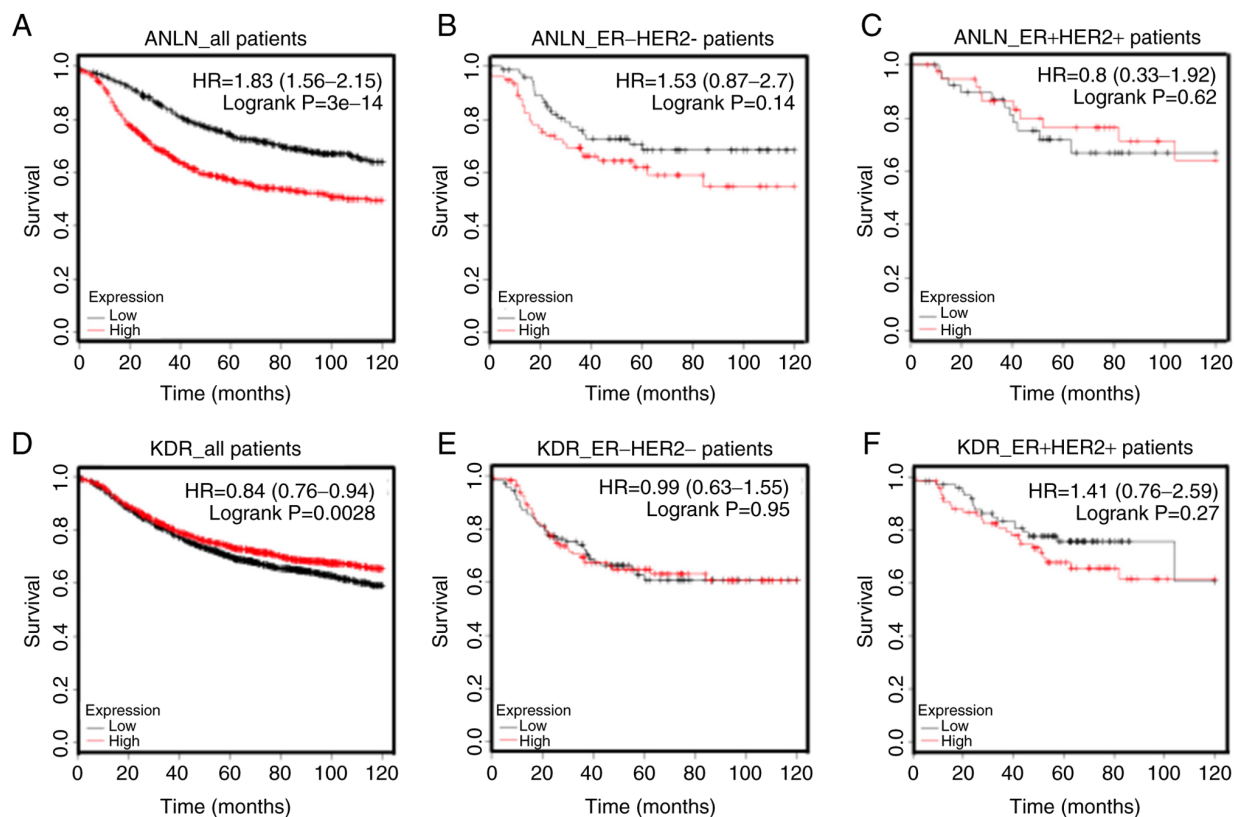 A
ANLN_all patients
HR=1.83 (1.56–2.15)
Logrank P=3e–14
Survival
1.0
0.8
0.6
0.4
0.2
0.0
Expression
Low
High
0 20 40 60 80 100 120
Time (months)
B
ANLN_ER–HER2- patients
HR=1.53 (0.87–2.7)
Logrank P=0.14
Survival
1.0
0.8
0.6
0.4
0.2
0.0
Expression
Low
High
0 20 40 60 80 100 120
Time (months)
C
ANLN_ER+HER2+ patients
HR=0.8 (0.33–1.92)
Logrank P=0.62
Survival
1.0
0.8
0.6
0.4
0.2
0.0
Expression
Low
High
0 20 40 60 80 100 120
Time (months)
D
KDR_all patients
HR=0.84 (0.76–0.94)
Logrank P=0.0028
Survival
1.0
0.8
0.6
0.4
0.2
0.0
Expression
Low
High
0 20 40 60 80 100 120
Time (months)
E
KDR_ER–HER2– patients
HR=0.99 (0.63–1.55)
Logrank P=0.95
Survival
1.0
0.8
0.6
0.4
0.2
0.0
Expression
Low
High
0 20 40 60 80 100 120
Time (months)
F
KDR_ER+HER2+ patients
HR=1.41 (0.76–2.59)
Logrank P=0.27
Survival
1.0
0.8
0.6
0.4
0.2
0.0
Expression
Low
High
0 20 40 60 80 100 120
Time (months)